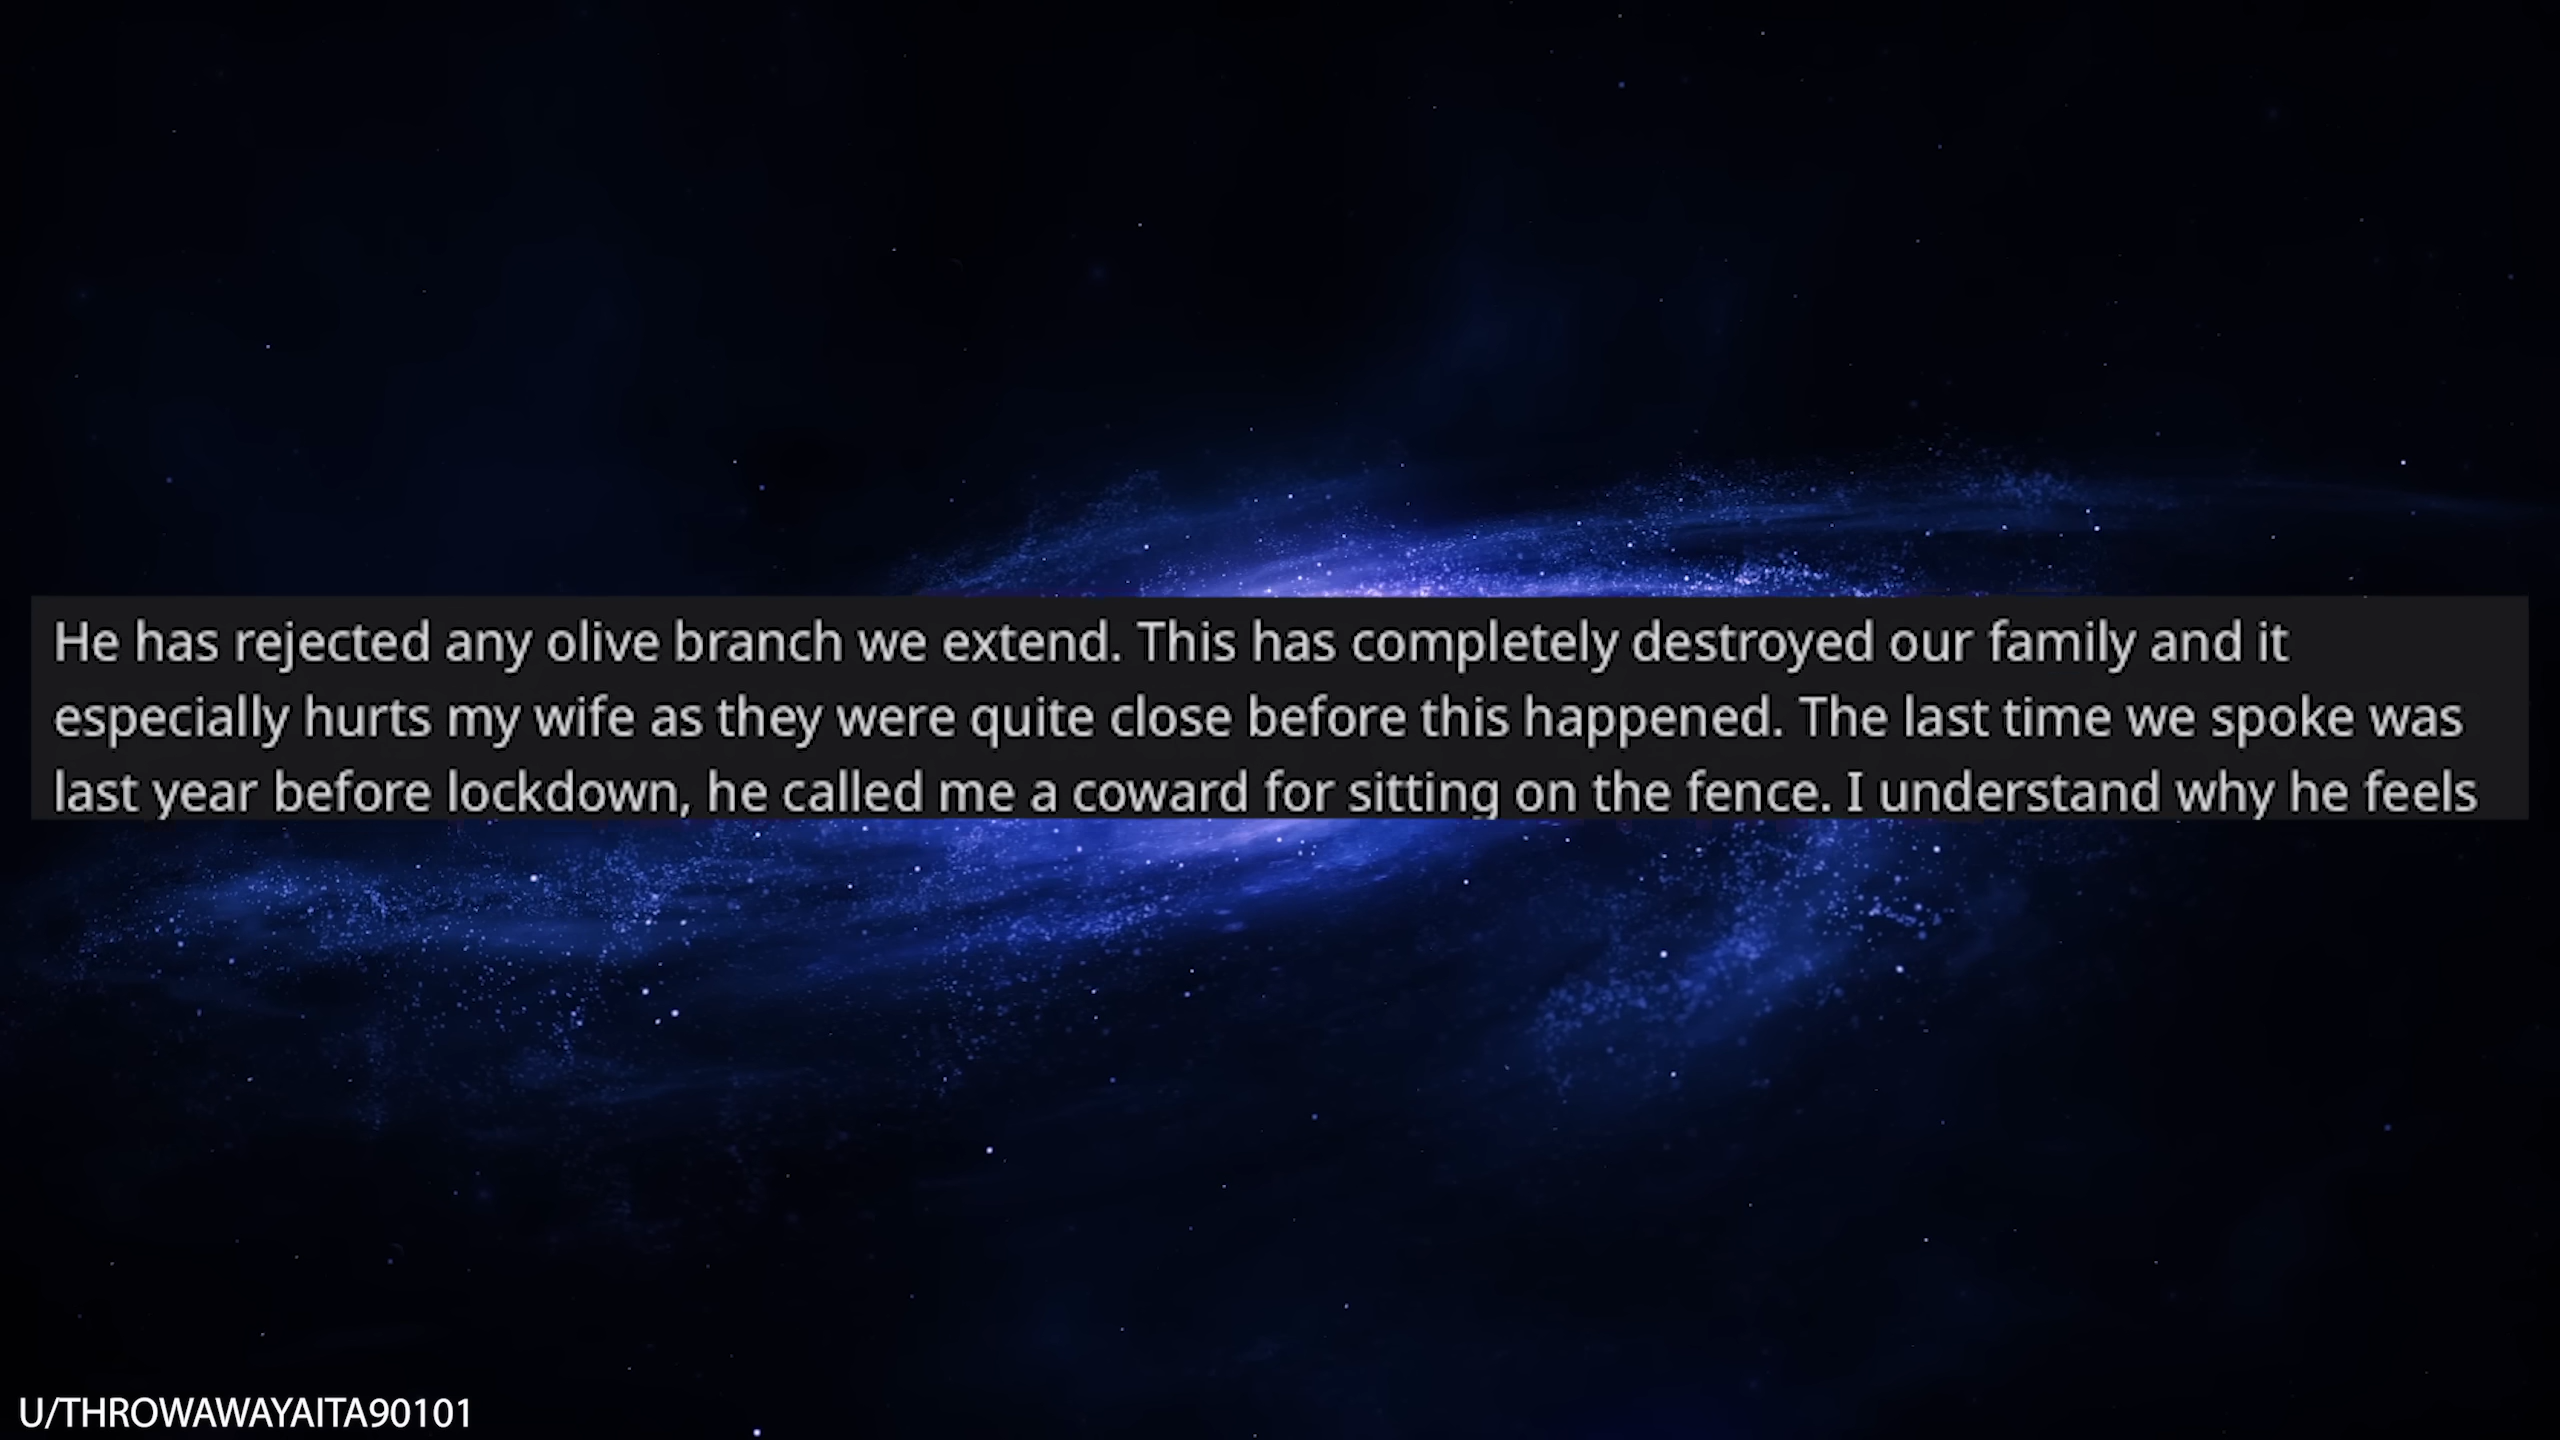 He has rejected any olive branch we extend. This has completely destroyed our family and it
especially hurts my wife as they were quite close before this happened. The last time we spoke was
last year before lockdown, he called me a coward for sitting on the fence. I understand why he feels
U/THROWAWAYAITA90101